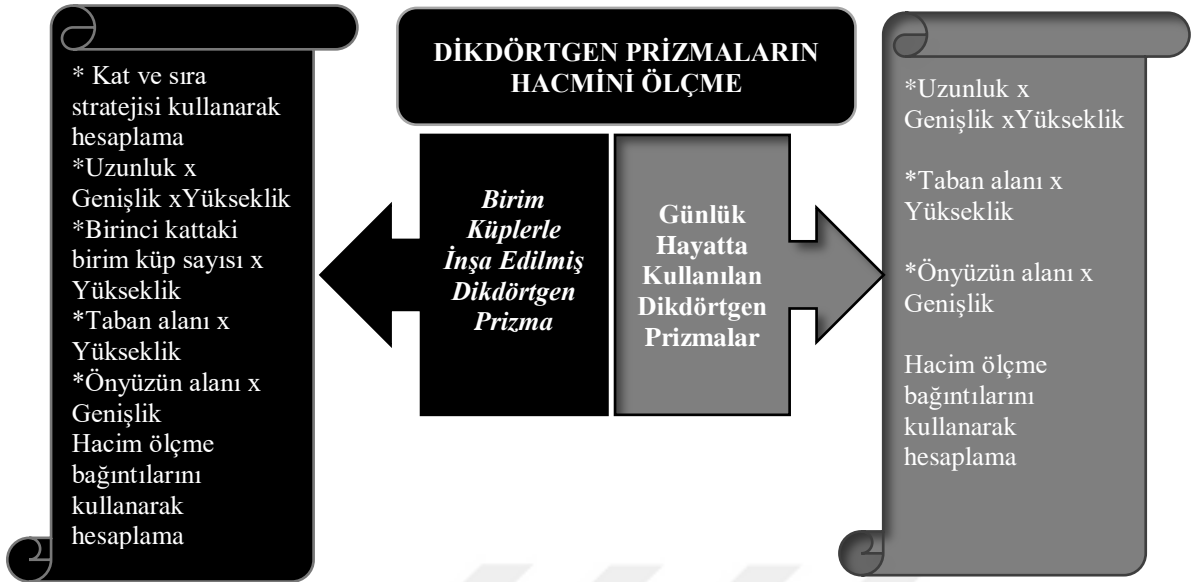 DİKDÖRTGEN PRİZMALARIN
HACMİNİ ÖLÇME
* Kat ve sıra
stratejisi kullanarak
hesaplama
*Uzunluk x
Genişlik xYükseklik
*Birinci kattaki
birim küp sayısı x
Yükseklik
*Taban alanı x
Yükseklik
*Önyüzün alanı x
Genişlik
Hacim ölçme
bağıntılarını
kullanarak
hesaplama
Birim
Küplerle
İnşa Edilmiş
Dikdörtgen
Prizma
Günlük
Hayatta
Kullanılan
Dikdörtgen
Prizmalar
*Uzunluk x
Genişlik xYükseklik
*Taban alanı x
Yükseklik
*Önyüzün alanı x
Genişlik
Hacim ölçme
bağıntılarını
kullanarak
hesaplama